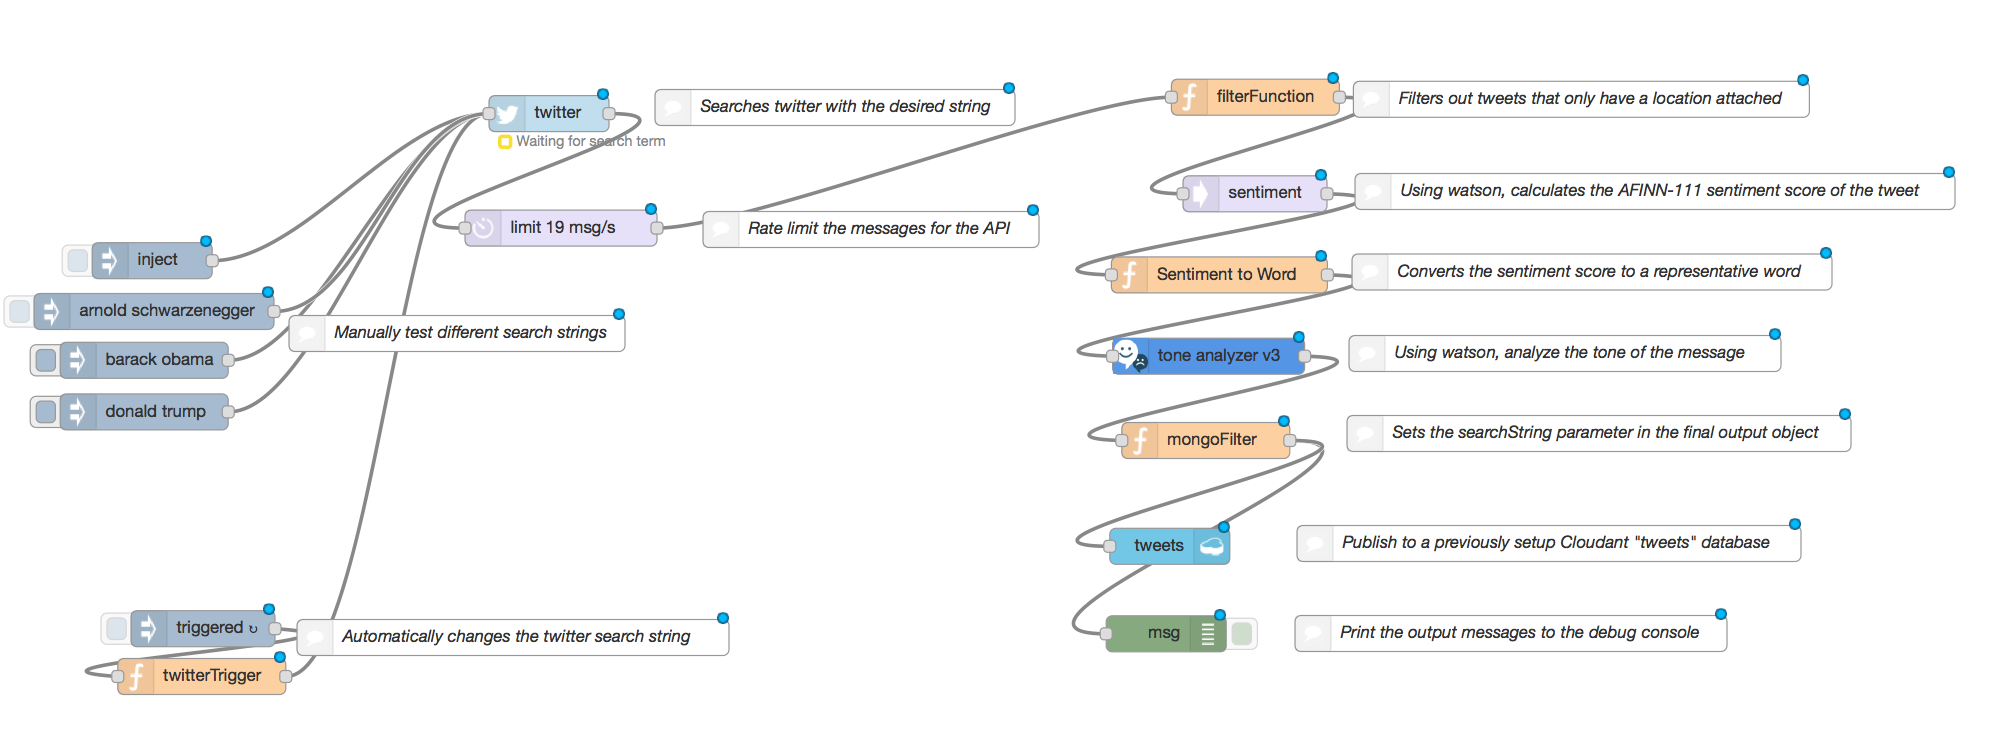 twitter
Waiting for search term
Searches twitter with the desired string
limit 19 msg/s
Rate limit the messages for the API
inject
arnold schwarzenegger
barack obama
donald trump
Manually test different search strings
triggered ↻
twitterTrigger
Automatically changes the twitter search string
filterFunction
Filters out tweets that only have a location attached
sentiment
Using watson, calculates the AFINN-111 sentiment score of the tweet
Sentiment to Word
Converts the sentiment score to a representative word
tone analyzer v3
Using watson, analyze the tone of the message
mongoFilter
Sets the searchString parameter in the final output object
tweets
Publish to a previously setup Cloudant "tweets" database
msg
Print the output messages to the debug console